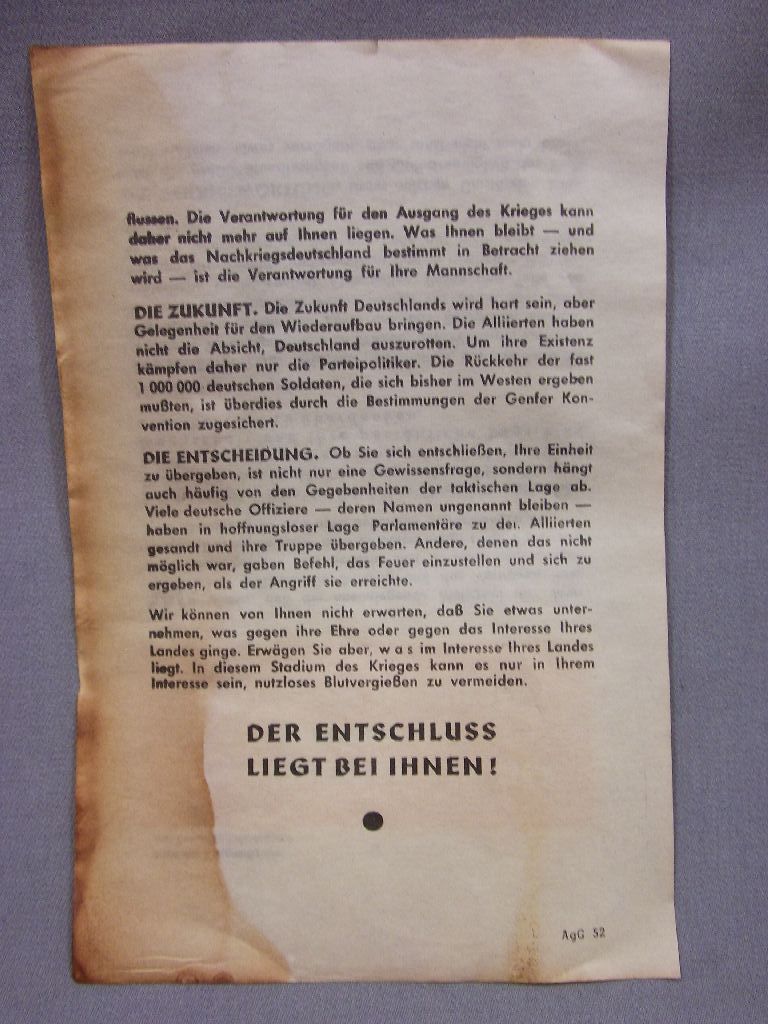 flussen. Die Verantwortung für den Ausgang des Krieges kann
daher nicht mehr auf Ihnen liegen. Was Ihnen bleibt — und
was das Nachkriegsdeutschland bestimmt in Betracht ziehen
wird — ist die Verantwortung für Ihre Mannschaft.
DIE ZUKUNFT. Die Zukunft Deutschlands wird hart sein, aber
Gelegenheit für den Wiederaufbau bringen. Die Alliierten haben
nicht die Absicht, Deutschland auszurotten. Um ihre Existenz
kämpfen daher nur die Parteipolitiker. Die Rückkehr der fast
1 000 000 deutschen Soldaten, die sich bisher im Westen ergeben
mußten, ist überdies durch die Bestimmungen der Genfer Kon-
vention zugesichert.
DIE ENTSCHEIDUNG. Ob Sie sich entschließen, Ihre Einheit
zu übergeben, ist nicht nur eine Gewissensfrage, sondern hängt
auch häufig von den Gegebenheiten der taktischen Lage ab.
Viele deutsche Offiziere — deren Namen ungenannt bleiben —
haben in hoffnungsloser Lage Parlamentäre zu den Alliierten
gesandt und ihre Truppe übergeben. Andere, denen das nicht
möglich war, gaben Befehl, das Feuer einzustellen und sich zu
ergeben, als der Angriff sie erreichte.
Wir können von Ihnen nicht erwarten, daß Sie etwas unter-
nehmen, was gegen ihre Ehre oder gegen das Interesse Ihres
Landes ginge. Erwägen Sie aber, w a s im Interesse Ihres Landes
liegt. In diesem Stadium des Krieges kann es nur in Ihrem
Interesse sein, nutzloses Blutvergießen zu vermeiden.
DER ENTSCHLUSS
LIEGT BEI IHNEN!
AgG 52